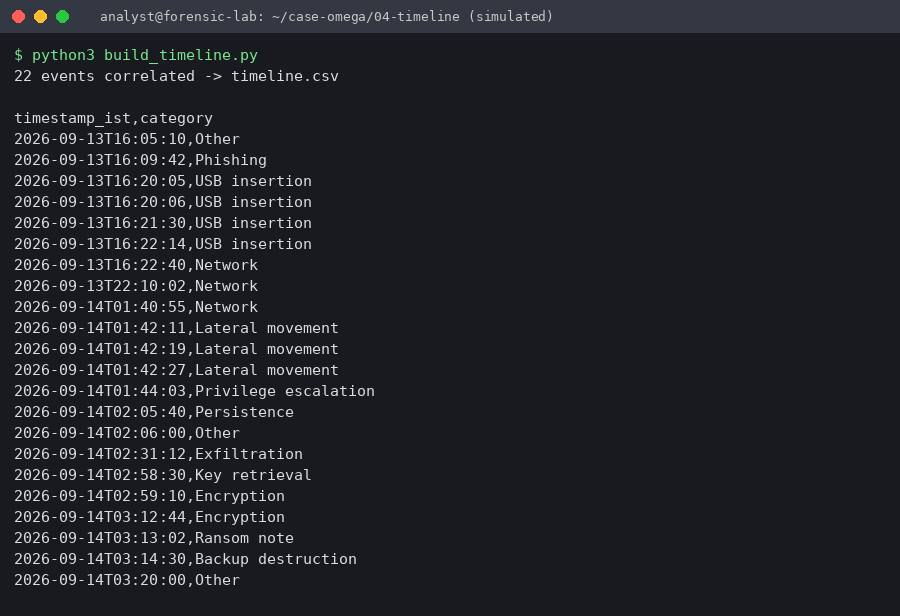 analyst@forensic-lab: ~/case-omega/04-timeline (simulated)
$ python3 build_timeline.py
22 events correlated -> timeline.csv
timestamp_ist,category
2026-09-13T16:05:10,Other
2026-09-13T16:09:42,Phishing
2026-09-13T16:20:05,USB insertion
2026-09-13T16:20:06,USB insertion
2026-09-13T16:21:30,USB insertion
2026-09-13T16:22:14,USB insertion
2026-09-13T16:22:40,Network
2026-09-13T22:10:02,Network
2026-09-14T01:40:55,Network
2026-09-14T01:42:11,Lateral movement
2026-09-14T01:42:19,Lateral movement
2026-09-14T01:42:27,Lateral movement
2026-09-14T01:44:03,Privilege escalation
2026-09-14T02:05:40,Persistence
2026-09-14T02:06:00,Other
2026-09-14T02:31:12,Exfiltration
2026-09-14T02:58:30,Key retrieval
2026-09-14T02:59:10,Encryption
2026-09-14T03:12:44,Encryption
2026-09-14T03:13:02,Ransom note
2026-09-14T03:14:30,Backup destruction
2026-09-14T03:20:00,Other